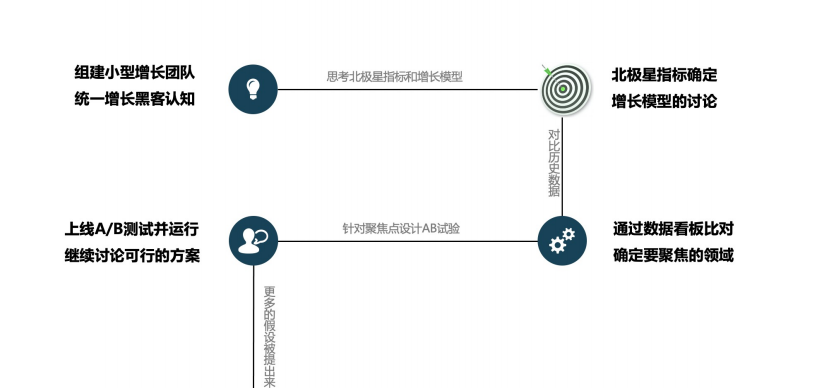 组建小型增长团队
统一增长黑客认知
思考北极星指标和增长模型
北极星指标确定
增长模型的讨论
对比历史数据
通过数据看板比对
确定要聚焦的领域
针对聚焦点设计AB试验
上线A/B测试并运行
继续讨论可行的方案
更多的假设被提出来